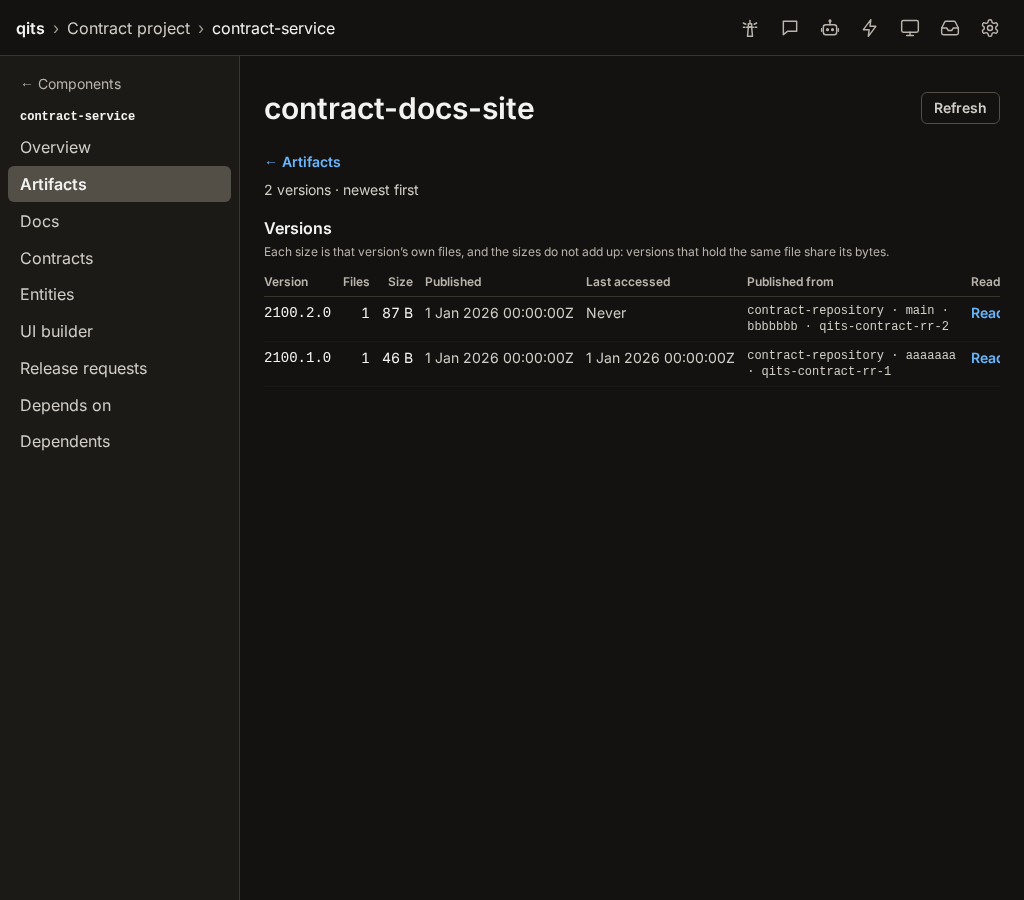 qits › Contract project › contract-service
← Components
contract-service
Overview
Artifacts
Docs
Contracts
Entities
UI builder
Release requests
Depends on
Dependents
contract-docs-site
Refresh
← Artifacts
2 versions · newest first
Versions
Each size is that version’s own files, and the sizes do not add up: versions that hold the same file share its bytes.
Version Files Size Published Last accessed Published from Read
2100.2.0 1 87 B 1 Jan 2026 00:00:00Z Never contract-repository · main · Read
bbbbbbb · qits-contract-rr-2
2100.1.0 1 46 B 1 Jan 2026 00:00:00Z 1 Jan 2026 00:00:00Z contract-repository · aaaaaaa Read
· qits-contract-rr-1